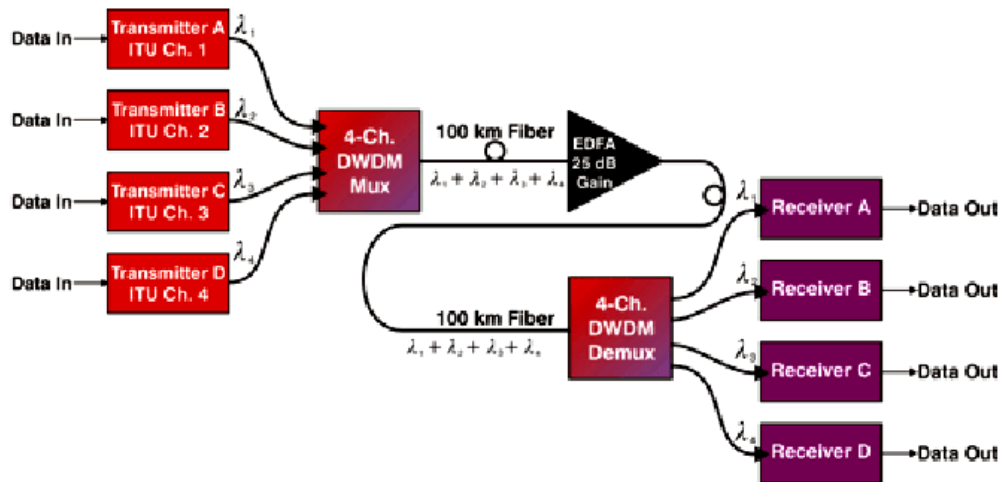 Data In
Transmitter A
ITU Ch. 1
λ₁
Data In
Transmitter B
ITU Ch. 2
λ₂
Data In
Transmitter C
ITU Ch. 3
λ₃
Data In
Transmitter D
ITU Ch. 4
λ₄
4-Ch.
DWDM
Mux
100 km Fiber
λ₁ + λ₂ + λ₃ + λ₄
EDFA
25 dB
Gain
100 km Fiber
λ₁ + λ₂ + λ₃ + λ₄
4-Ch.
DWDM
Demux
λ₁
Receiver A
Data Out
λ₂
Receiver B
Data Out
λ₃
Receiver C
Data Out
λ₄
Receiver D
Data Out